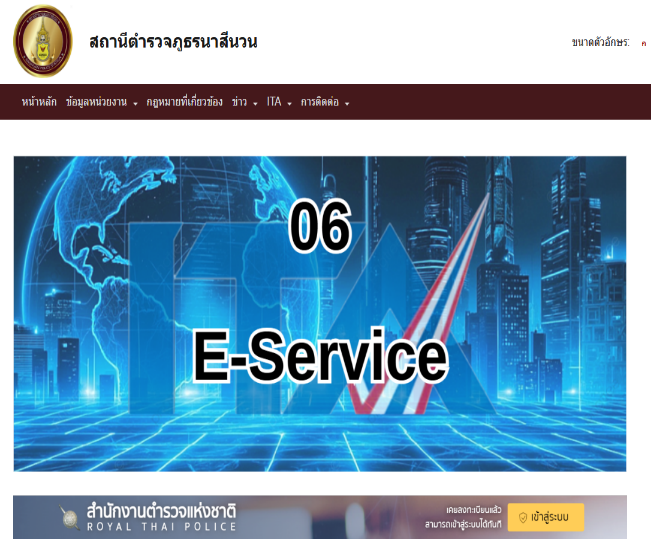 สถานีตำรวจภูธรนาสีนวน
ขนาดตัวอักษร: ก
หน้าหลัก ข้อมูลหน่วยงาน กฎหมายที่เกี่ยวข้อง ข่าว ITA การติดต่อ
ITA
06
E-Service
สำนักงานตำรวจแห่งชาติ
ROYAL THAI POLICE
เคยลงทะเบียนแล้ว
สามารถเข้าสู่ระบบได้ทันที
เข้าสู่ระบบ